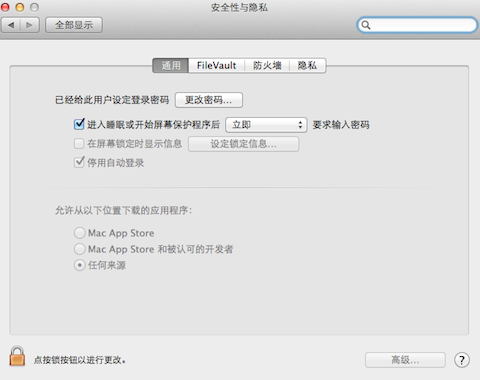 安全性与隐私
全部显示
通用 FileVault 防火墙 隐私
已经给此用户设定登录密码 更改密码...
进入睡眠或开始屏幕保护程序后 立即 要求输入密码
在屏幕锁定时显示信息 设定锁定信息...
停用自动登录
允许从以下位置下载的应用程序：
Mac App Store
Mac App Store 和被认可的开发者
任何来源
点按锁按钮以进行更改。 高级... ?